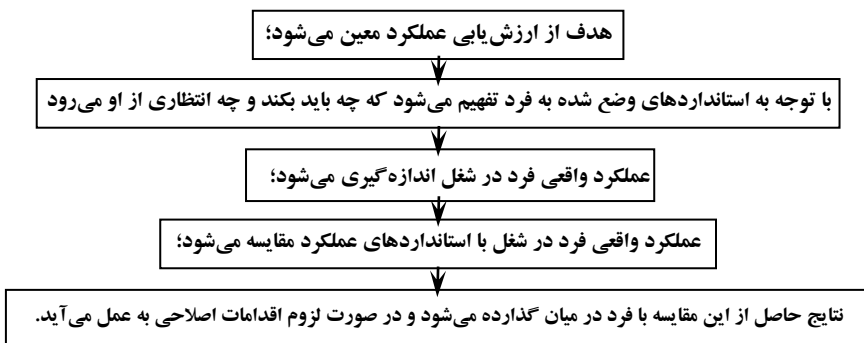 هدف از ارزش‌یابی عملکرد معین می‌شود؛
با توجه به استانداردهای وضع شده به فرد تفهیم می‌شود که چه باید بکند و چه انتظاری از او می‌رود
عملکرد واقعی فرد در شغل اندازه‌گیری می‌شود؛
عملکرد واقعی فرد در شغل با استانداردهای عملکرد مقایسه می‌شود؛
نتایج حاصل از این مقایسه با فرد در میان گذارده می‌شود و در صورت لزوم اقدامات اصلاحی به عمل می‌آید.